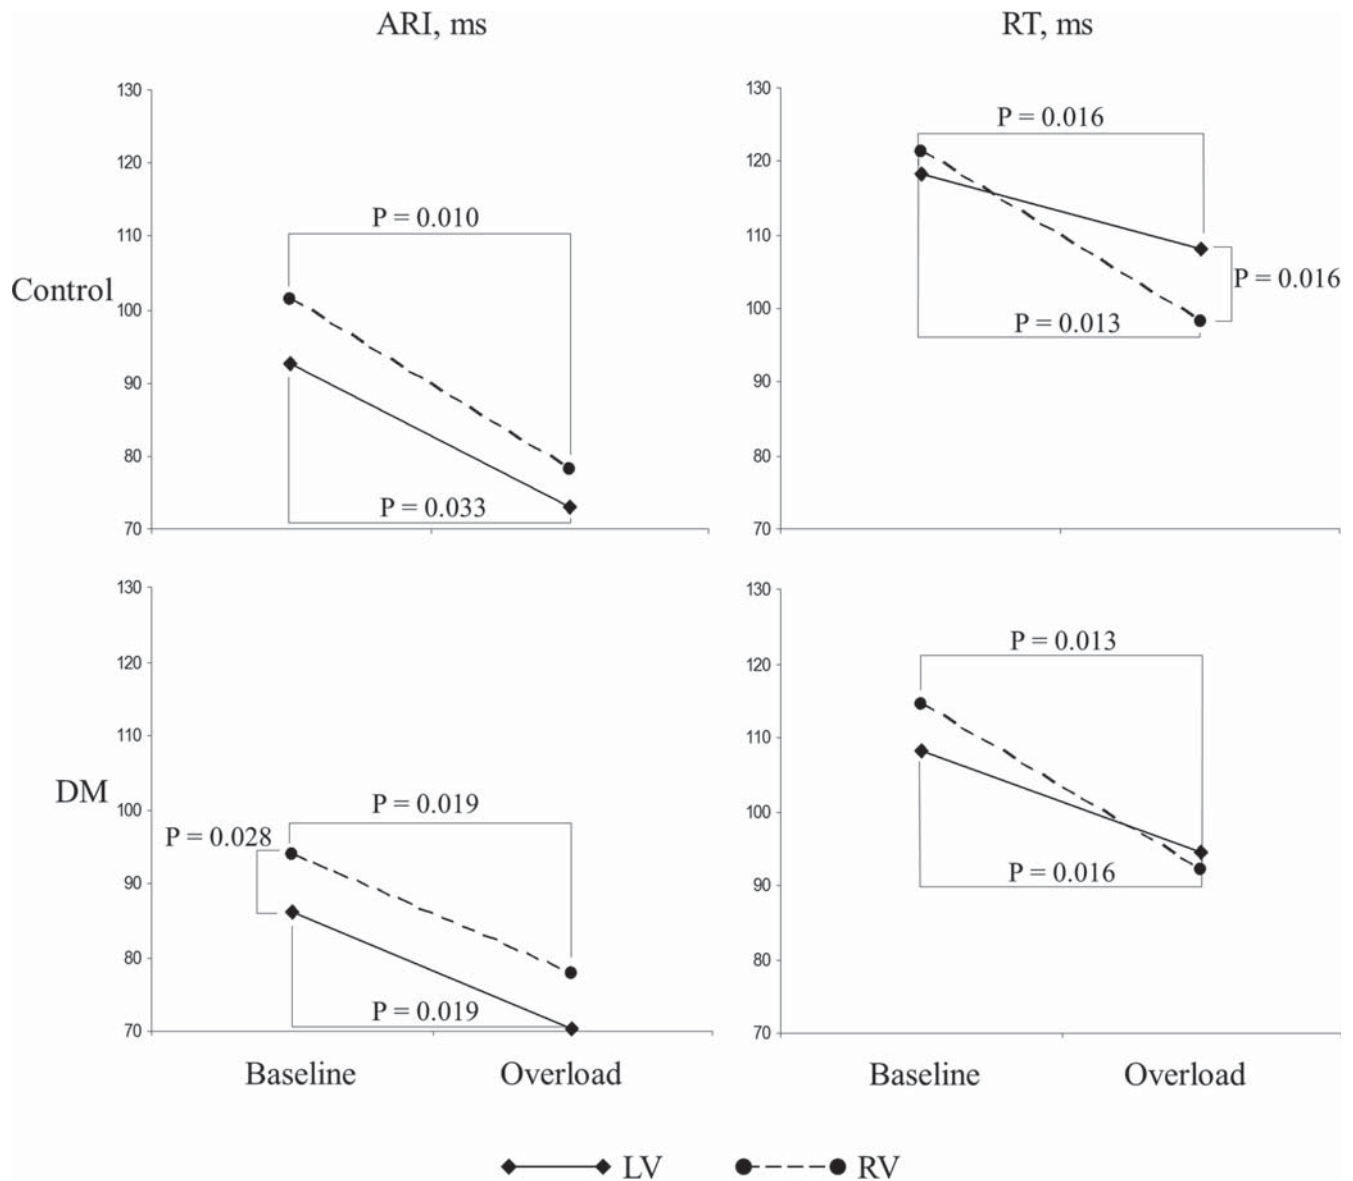 ARI, ms
RT, ms
Control
130
120
110
100
90
80
70
P = 0.010
P = 0.033
130
120
110
100
90
80
70
P = 0.016
P = 0.016
P = 0.013
DM
130
120
110
100
90
80
70
P = 0.019
P = 0.028
P = 0.019
Baseline
Overload
130
120
110
100
90
80
70
P = 0.013
P = 0.016
Baseline
Overload
LV
RV